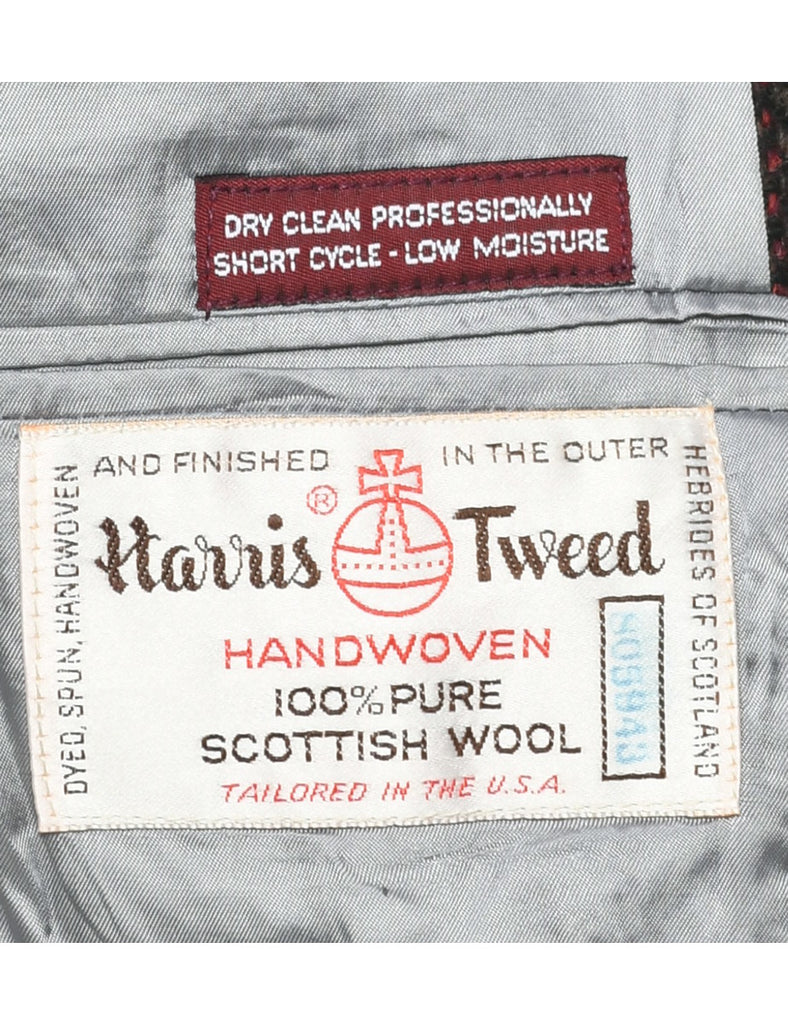 DRY CLEAN PROFESSIONALLY
SHORT CYCLE - LOW MOISTURE
DYED, SPUN, HANDWOVEN
AND FINISHED
IN THE OUTER
HEBRIDES OF SCOTLAND
Harris ® Tweed
HANDWOVEN
100% PURE
SCOTTISH WOOL
TAILORED IN THE U.S.A.